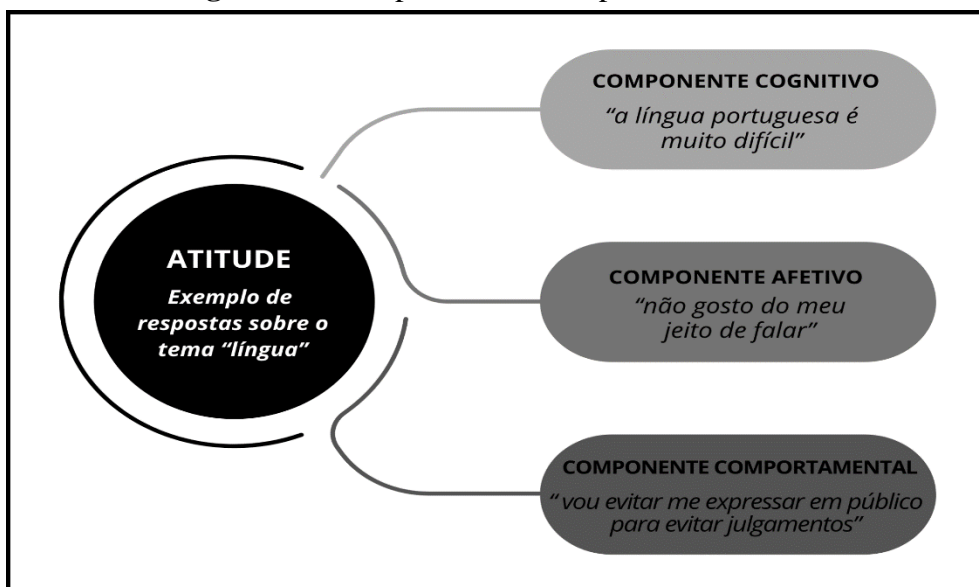 COMPONENTE COGNITIVO
“a língua portuguesa é
muito difícil”
ATITUDE
Exemplo de
respostas sobre o
tema “língua”
COMPONENTE AFETIVO
“não gosto do meu
jeito de falar”
COMPONENTE COMPORTAMENTAL
“ vou evitar me expressar em público
para evitar julgamentos”